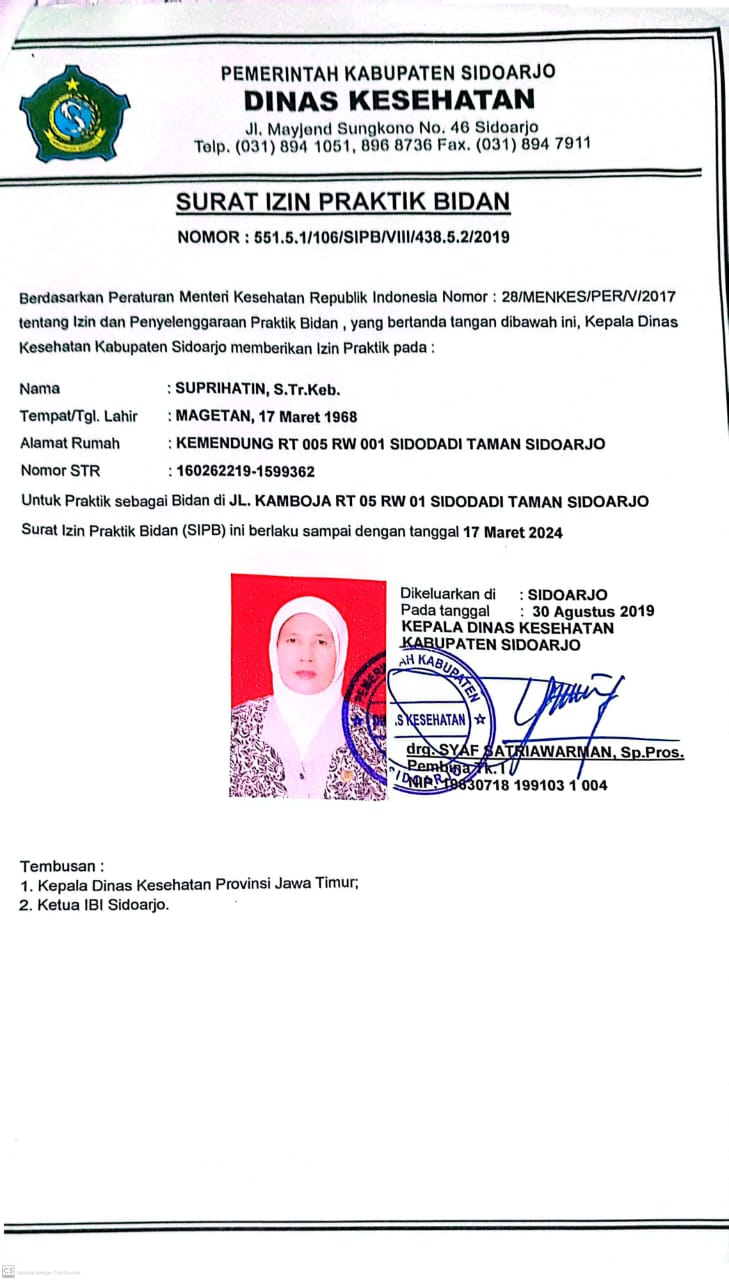 PEMERINTAH KABUPATEN SIDOARJO
DINAS KESEHATAN
Jl. Mayjend Sungkono No. 46 Sidoarjo
Telp. (031) 894 1051, 896 8736 Fax. (031) 894 7911
SURAT IZIN PRAKTIK BIDAN
NOMOR : 551.5.1/106/SIPB/VIII/438.5.2/2019
Berdasarkan Peraturan Menteri Kesehatan Republik Indonesia Nomor : 28/MENKES/PER/V/2017
tentang Izin dan Penyelenggaraan Praktik Bidan , yang bertanda tangan dibawah ini, Kepala Dinas
Kesehatan Kabupaten Sidoarjo memberikan Izin Praktik pada :
Nama : SUPRIHATIN, S.Tr.Keb.
Tempat/Tgl. Lahir : MAGETAN, 17 Maret 1968
Alamat Rumah : KEMENDUNG RT 005 RW 001 SIDODADI TAMAN SIDOARJO
Nomor STR : 160262219-1599362
Untuk Praktik sebagai Bidan di JL. KAMBOJA RT 05 RW 01 SIDODADI TAMAN SIDOARJO
Surat Izin Praktik Bidan (SIPB) ini berlaku sampai dengan tanggal 17 Maret 2024
Dikeluarkan di : SIDOARJO
Pada tanggal : 30 Agustus 2019
KEPALA DINAS KESEHATAN
KABUPATEN SIDOARJO
AH KABUPATEN
S KESEHATAN
drg. SYAF SATRIAWARMAN, Sp.Pros.
Pembina Tk.1
NIP. 19630718 199103 1 004
Tembusan :
1. Kepala Dinas Kesehatan Provinsi Jawa Timur;
2. Ketua IBI Sidoarjo.
CS